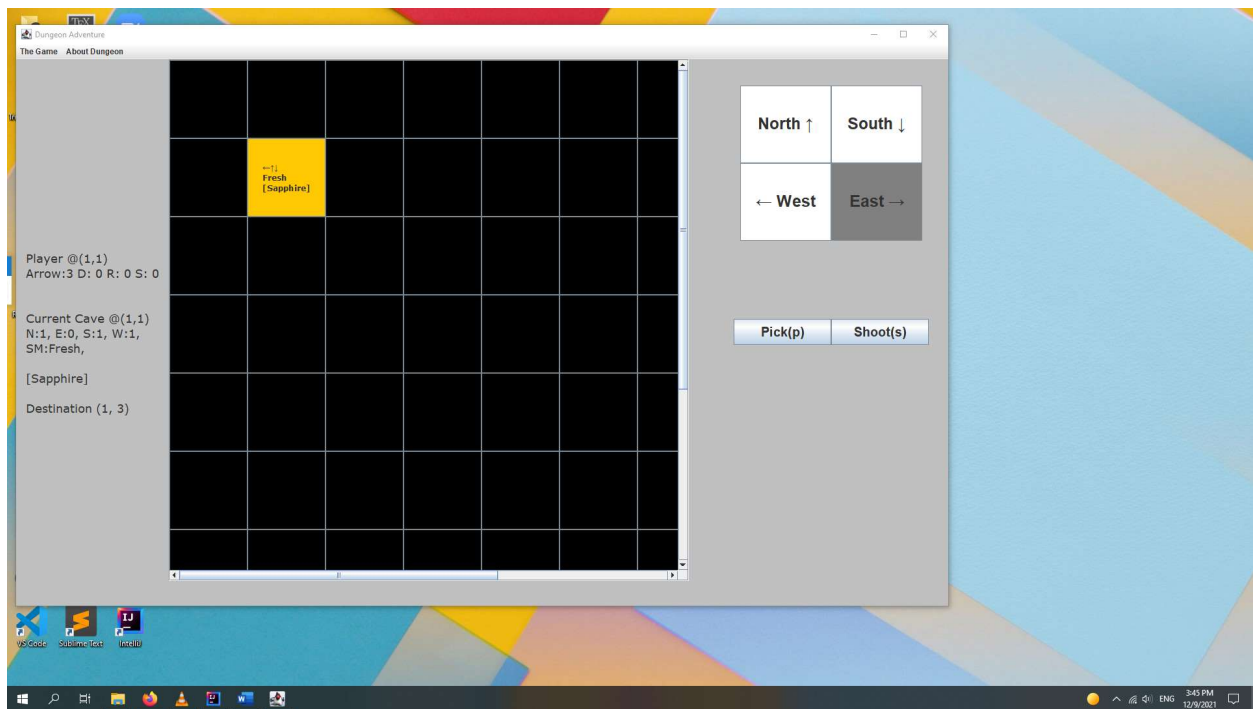 TEX
Dungeon Adventure
The Game About Dungeon
←↑↓
Fresh
[Sapphire]
North ↑
South ↓
← West
East →
Player @(1,1)
Arrow:3 D: 0 R: 0 S: 0
Current Cave @(1,1)
N:1, E:0, S:1, W:1,
SM:Fresh,
[Sapphire]
Destination (1, 3)
Pick(p)
Shoot(s)
VS Code
Sublime Text
IntelliJ
ENG
3:45 PM
12/9/2021